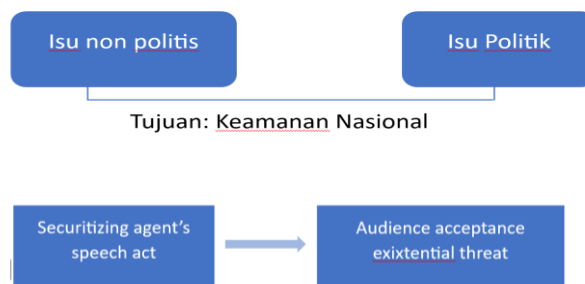 Isu non politis
Isu Politik
Tujuan: Keamanan Nasional
Securitizing agent's
speech act
Audience acceptance
exixtential threat